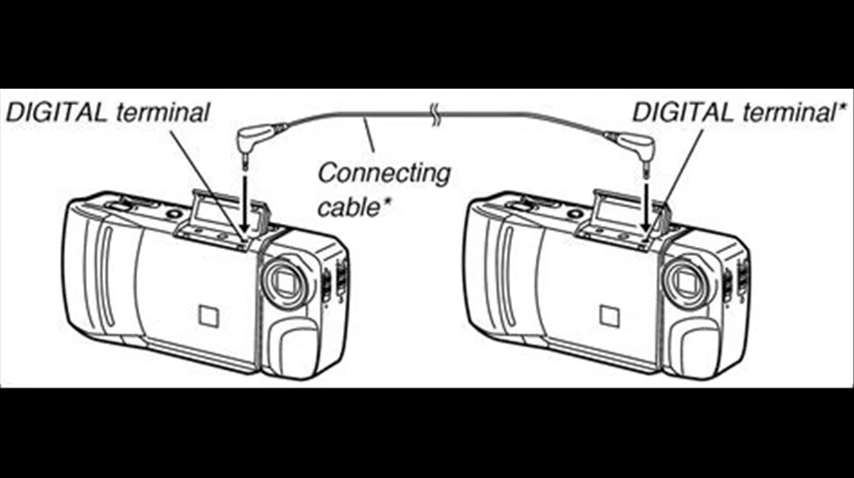 DIGITAL terminal
DIGITAL terminal*
Connecting
cable*